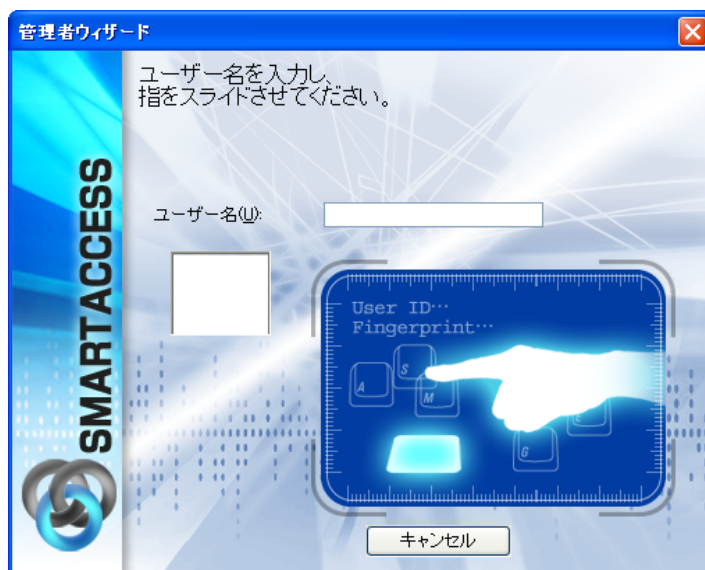 管理者ウィザード
ユーザー名を入力し、
指をスライドさせてください。
SMARTACCESS
ユーザー名(U):
User ID…
Fingerprint…
S
A
M
G
キャンセル